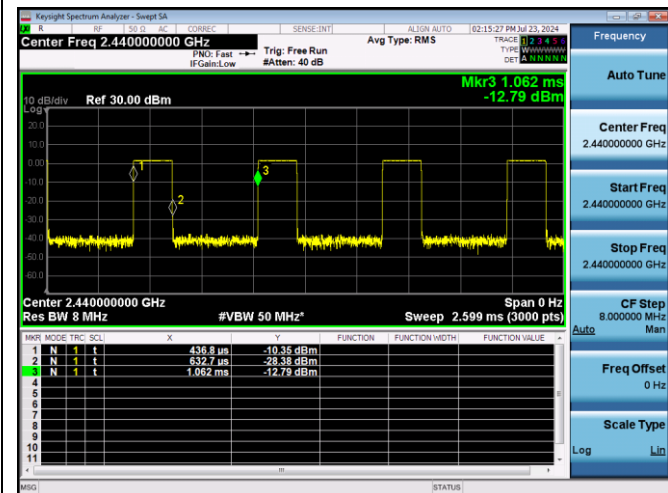 Keysight Spectrum Analyzer - Swept SA
R RF 50 Ω AC CORREC SENSE:INT ALIGN AUTO 02:15:27 PM Jul 23, 2024
Center Freq 2.440000000 GHz
PNO: Fast
IFGain:Low
Trig: Free Run
#Atten: 40 dB
Avg Type: RMS
TRACE 1 2 3 4 5 6
TYPE WWWWWW
DET A NNNNN
Mkr3 1.062 ms
-12.79 dBm
10 dB/div Ref 30.00 dBm
Log
20.0
10.0
0.00
-10.0
-20.0
-30.0
-40.0
-50.0
-60.0
1
2
3
Center 2.440000000 GHz Span 0 Hz
Res BW 8 MHz #VBW 50 MHz* Sweep 2.599 ms (3000 pts)
MKR MODE TRC SCL X Y FUNCTION FUNCTION WIDTH FUNCTION VALUE
1 N 1 t 436.8 µs -10.35 dBm
2 N 1 t 632.7 µs -28.38 dBm
3 N 1 t 1.062 ms -12.79 dBm
4
5
6
7
8
9
10
11
MSG STATUS
Frequency
Auto Tune
Center Freq
2.440000000 GHz
Start Freq
2.440000000 GHz
Stop Freq
2.440000000 GHz
CF Step
8.000000 MHz
Auto Man
Freq Offset
0 Hz
Scale Type
Log Lin